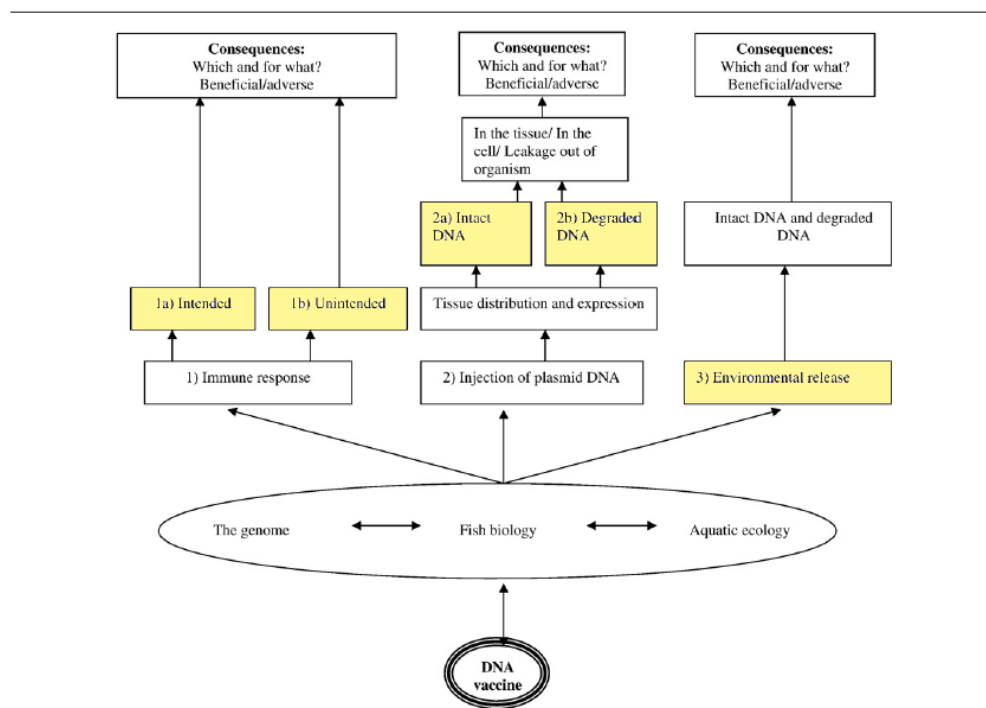 Consequences:
Which and for what?
Beneficial/adverse
Consequences:
Which and for what?
Beneficial/adverse
Consequences:
Which and for what?
Beneficial/adverse
In the tissue/ In the
cell/ Leakage out of
organism
2a) Intact
DNA
2b) Degraded
DNA
Intact DNA and degraded
DNA
1a) Intended
1b) Unintended
Tissue distribution and expression
1) Immune response
2) Injection of plasmid DNA
3) Environmental release
The genome
Fish biology
Aquatic ecology
DNA
vaccine